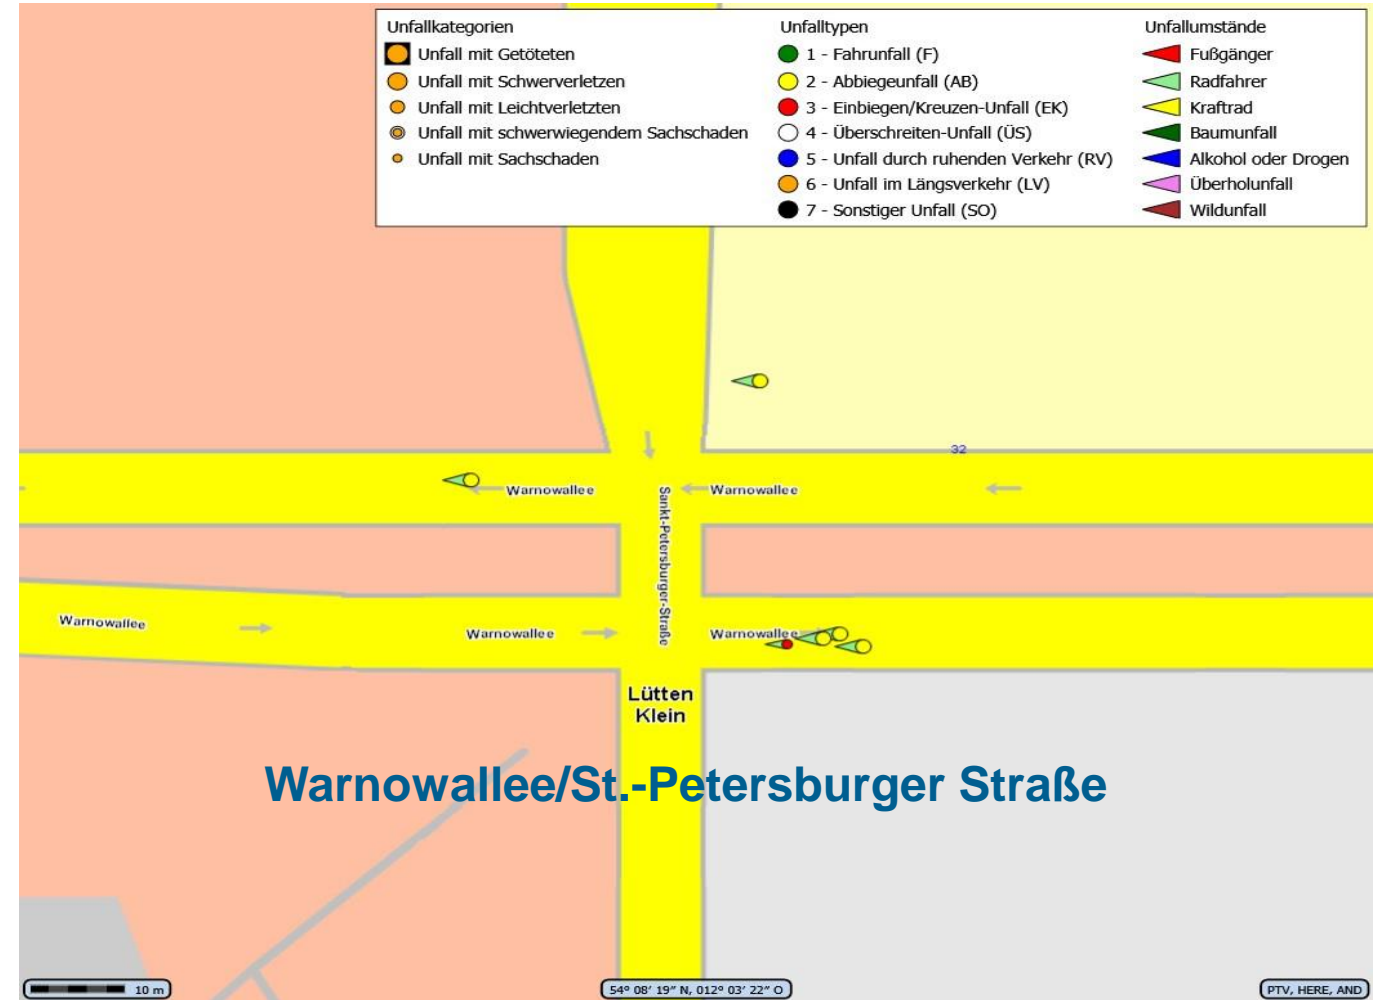 Unfallkategorien
Unfall mit Getöteten
Unfall mit Schwerverletzen
Unfall mit Leichtverletzten
Unfall mit schwerwiegendem Sachschaden
Unfall mit Sachschaden
Unfalltypen
1 - Fahrunfall (F)
2 - Abbiegeunfall (AB)
3 - Einbiegen/Kreuzen-Unfall (EK)
4 - Überschreiten-Unfall (ÜS)
5 - Unfall durch ruhenden Verkehr (RV)
6 - Unfall im Längsverkehr (LV)
7 - Sonstiger Unfall (SO)
Unfallumstände
Fußgänger
Radfahrer
Kraftrad
Baumunfall
Alkohol oder Drogen
Überholunfall
Wildunfall
32
Warnowallee
Warnowallee
Sankt-Petersburger-Straße
Warnowallee
Warnowallee
Warnowallee
Lütten
Klein
Warnowallee/St.-Petersburger Straße
10 m
54° 08' 19" N, 012° 03' 22" O
PTV, HERE, AND